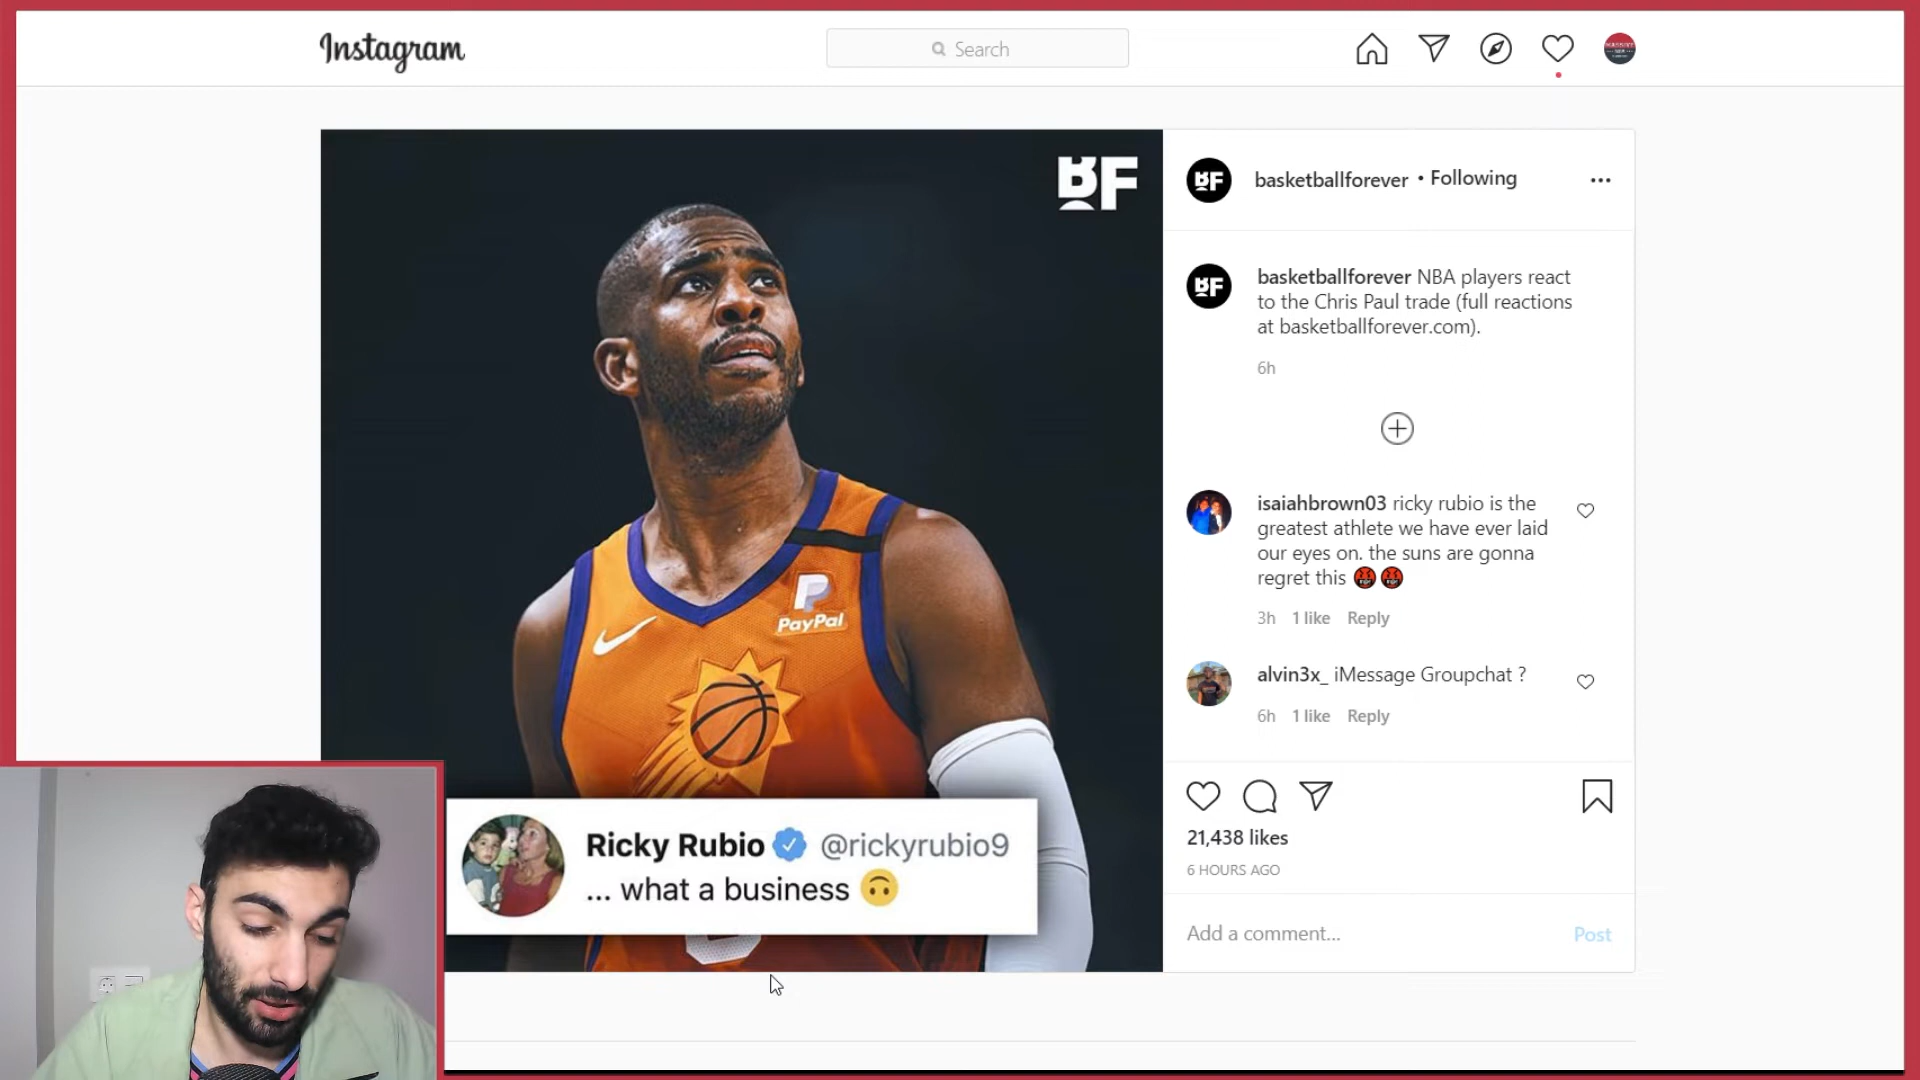 Instagram
Search
BF
BF
basketballforever • Following
BF
basketballforever NBA players react
to the Chris Paul trade (full reactions
at basketballforever.com).
6h
isaiahbrown03 ricky rubio is the
greatest athlete we have ever laid
our eyes on. the suns are gonna
regret this 🤬🤬
3h 1 like Reply
alvin3x_ iMessage Groupchat ?
6h 1 like Reply
21,438 likes
6 HOURS AGO
Add a comment...
Post
P
PayPal
Ricky Rubio @rickyrubio9
... what a business 🙃